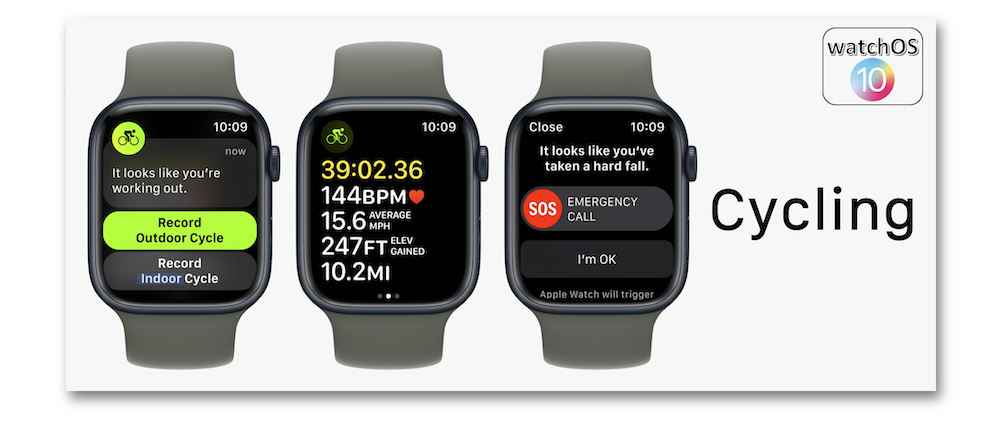 watchOS
10
10:09
now
It looks like you're
working out.
Record
Outdoor Cycle
Record
Indoor Cycle
10:09
39:02.36
144BPM
15.6 AVERAGE
MPH
247FT ELEV
GAINED
10.2MI
Close 10:09
It looks like you've
taken a hard fall.
SOS EMERGENCY
CALL
I'm OK
Apple Watch will trigger
Cycling